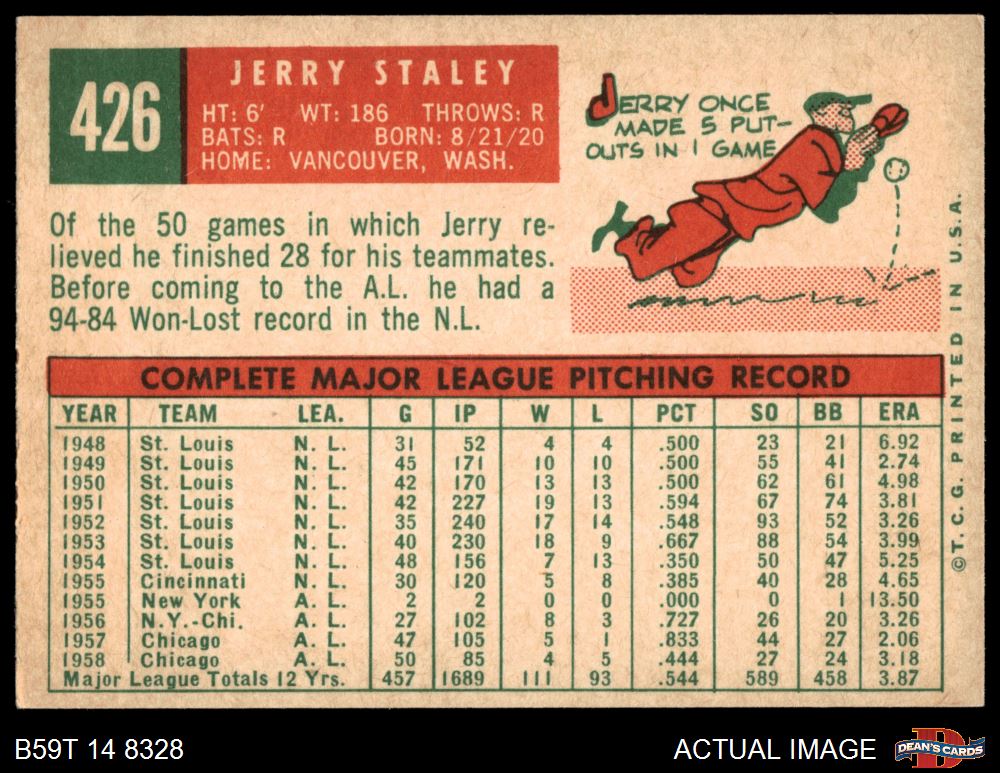 426
JERRY STALEY
HT: 6' WT: 186 THROWS: R
BATS: R BORN: 8/21/20
HOME: VANCOUVER, WASH.
JERRY ONCE
MADE 5 PUT-
OUTS IN 1 GAME
Of the 50 games in which Jerry re-
lieved he finished 28 for his teammates.
Before coming to the A.L. he had a
94-84 Won-Lost record in the N.L.
COMPLETE MAJOR LEAGUE PITCHING RECORD
YEAR TEAM LEA. G IP W L PCT SO BB ERA
1948 St. Louis N. L. 31 52 4 4 .500 23 21 6.92
1949 St. Louis N. L. 45 171 10 10 .500 55 41 2.74
1950 St. Louis N. L. 42 170 13 13 .500 62 61 4.98
1951 St. Louis N. L. 42 227 19 13 .594 67 74 3.81
1952 St. Louis N. L. 35 240 17 14 .548 93 52 3.26
1953 St. Louis N. L. 40 230 18 9 .667 88 54 3.99
1954 St. Louis N. L. 48 156 7 13 .350 50 47 5.25
1955 Cincinnati N. L. 30 120 5 8 .385 40 28 4.65
1955 New York A. L. 2 2 0 0 .000 0 1 13.50
1956 N.Y.-Chi. A. L. 27 102 8 3 .727 26 20 3.26
1957 Chicago A. L. 47 105 5 1 .833 44 27 2.06
1958 Chicago A. L. 50 85 4 5 .444 27 24 3.18
Major League Totals 12 Yrs. 457 1689 111 93 .544 589 458 3.87
©T. C. G. PRINTED IN U.S.A.
B59T 14 8328
ACTUAL IMAGE
D
DEAN'S CARDS